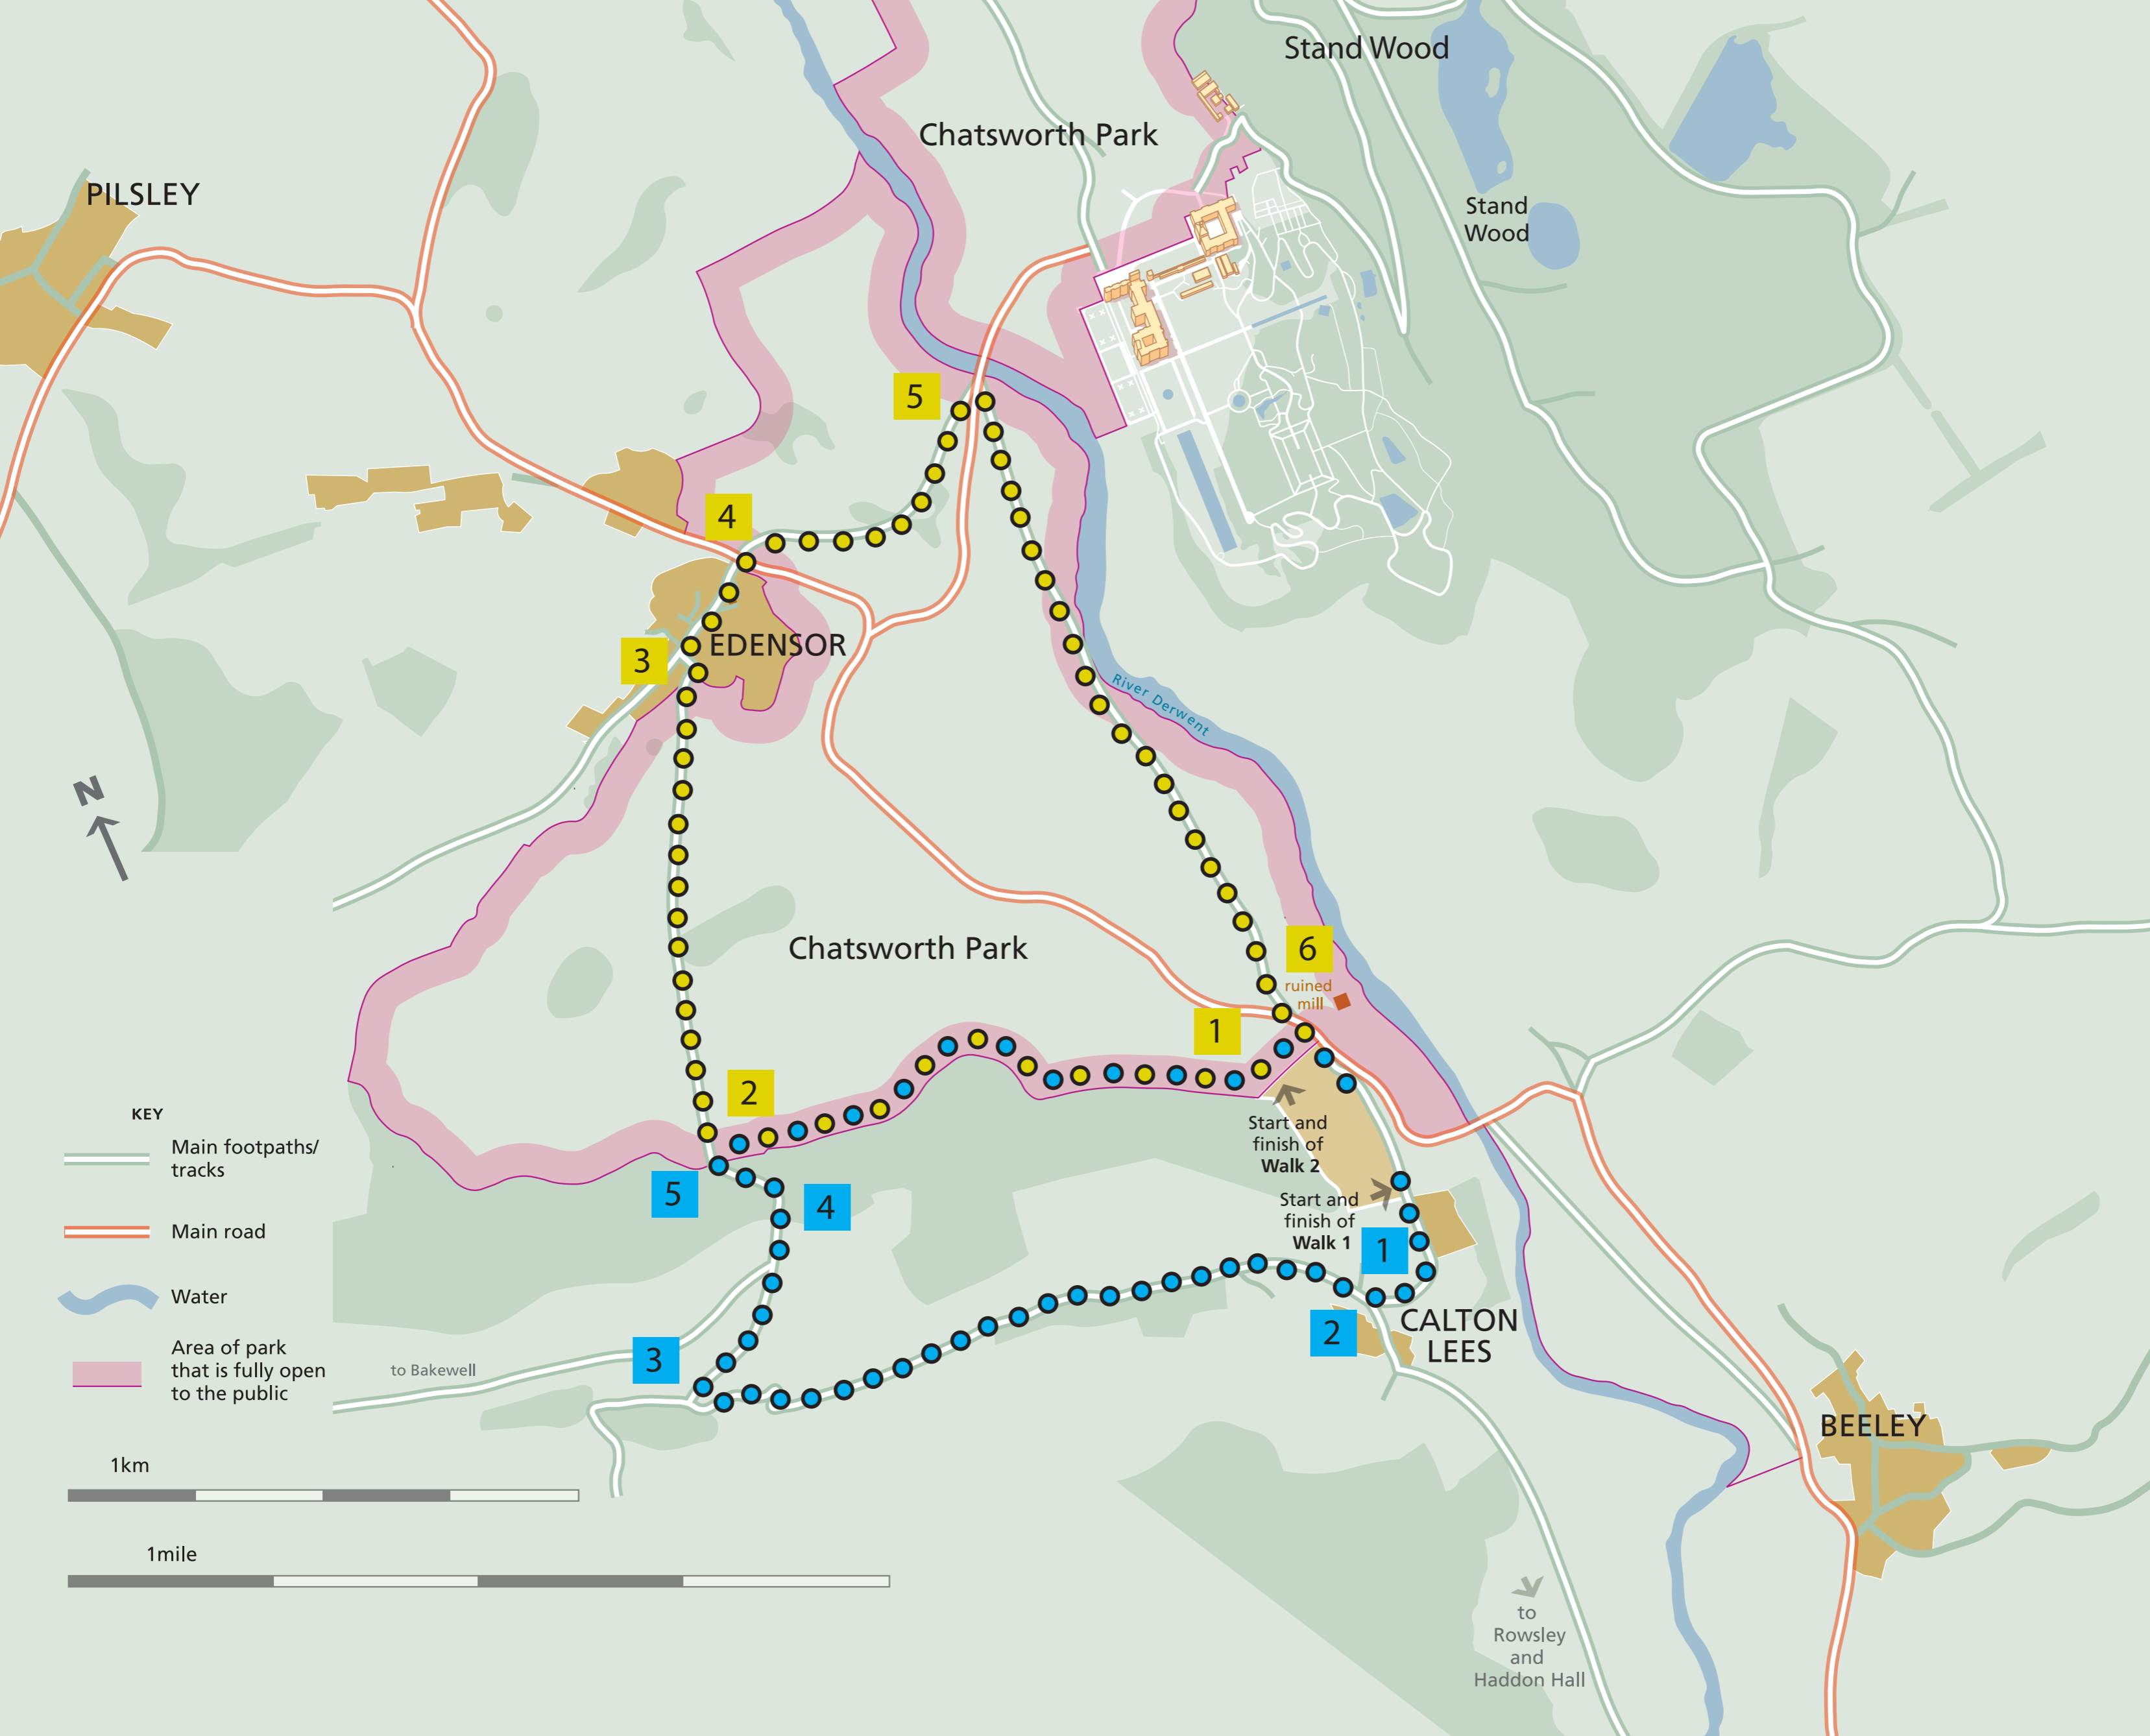 Stand Wood
Chatsworth Park
PILSLEY
Stand
Wood
5
4
EDENSOR
3
River Derwent
N
Chatsworth Park
6
ruined
mill
1
2
Start and
finish of
Walk 2
5
4
Start and
finish of
Walk 1
1
2
CALTON
LEES
3
to Bakewell
BEELEY
KEY
Main footpaths/
tracks
Main road
Water
Area of park
that is fully open
to the public
1km
1mile
to
Rowsley
and
Haddon Hall